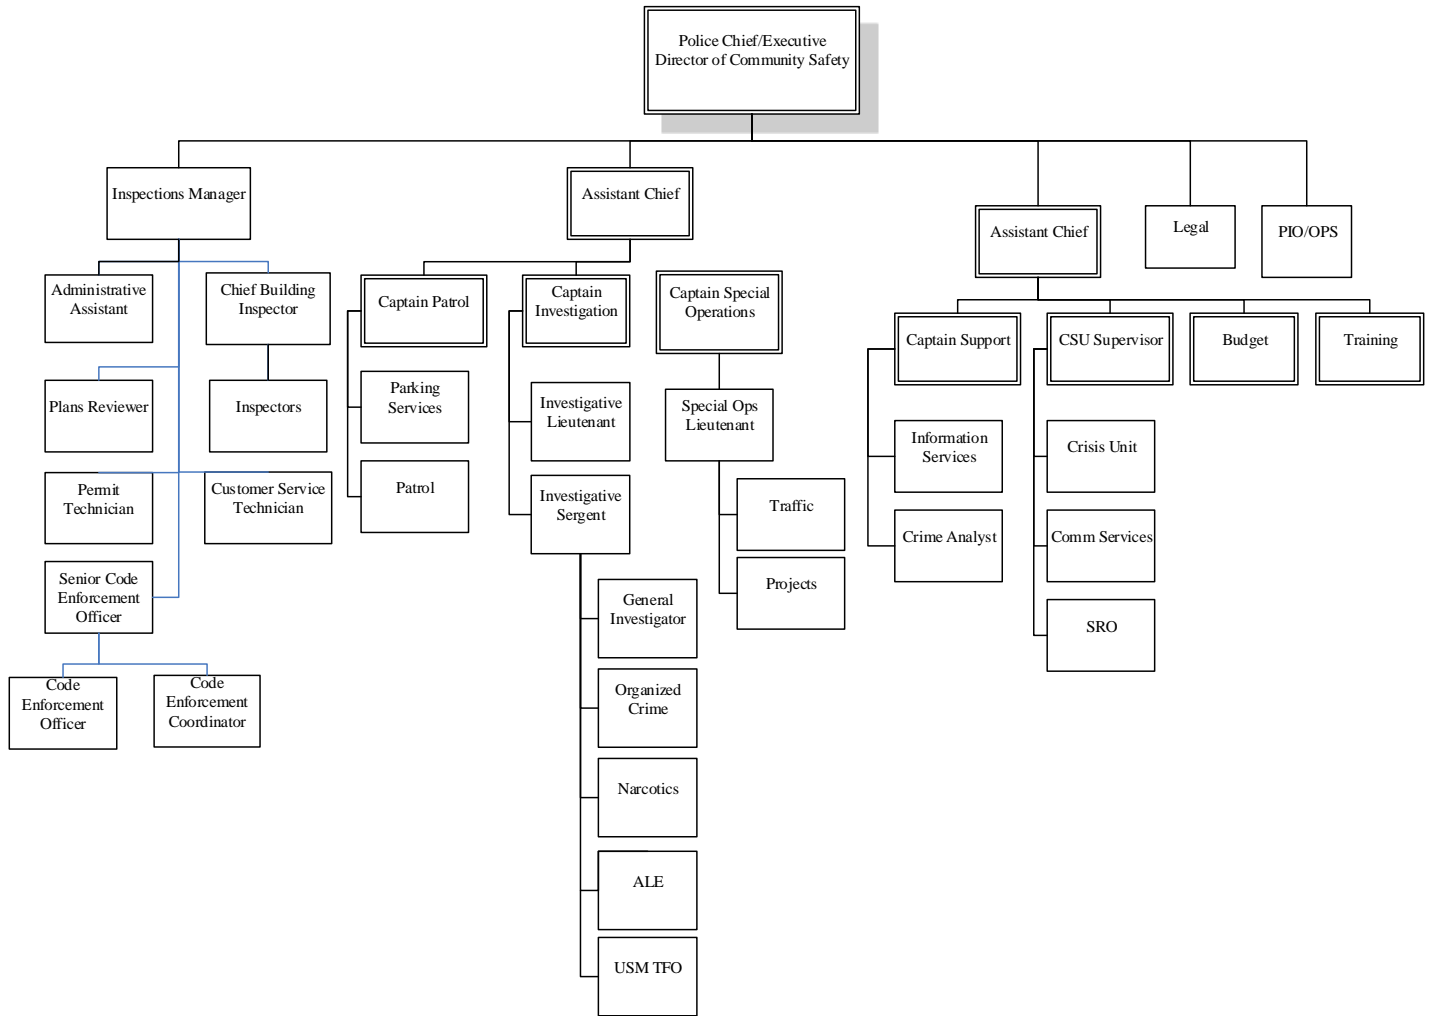 Police Chief/Executive
Director of Community Safety
Inspections Manager
Assistant Chief
Assistant Chief
Legal
PIO/OPS
Administrative
Assistant
Chief Building
Inspector
Captain Patrol
Captain
Investigation
Captain Special
Operations
Captain Support
CSU Supervisor
Budget
Training
Plans Reviewer
Inspectors
Parking
Services
Investigative
Lieutenant
Special Ops
Lieutenant
Information
Services
Crisis Unit
Permit
Technician
Customer Service
Technician
Patrol
Investigative
Sergent
Traffic
Crime Analyst
Comm Services
Projects
Senior Code
Enforcement
Officer
General
Investigator
SRO
Code
Enforcement
Officer
Code
Enforcement
Coordinator
Organized
Crime
Narcotics
ALE
USM TFO